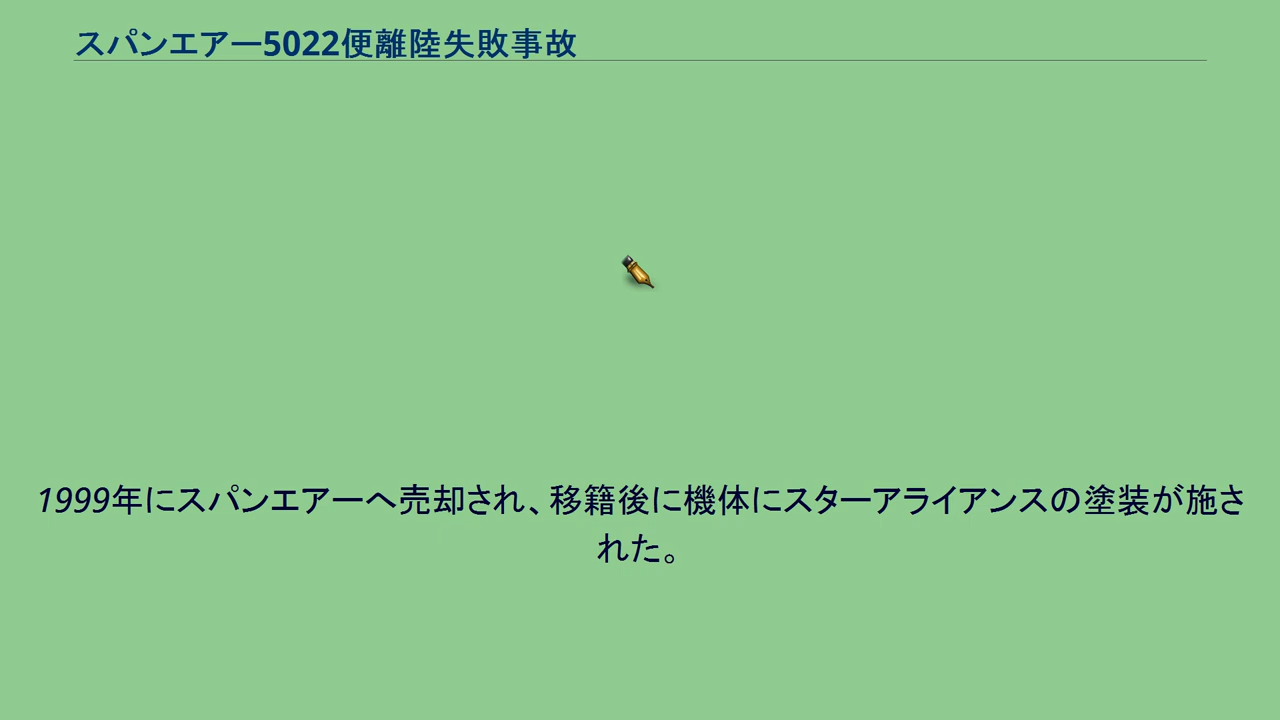 スパンエアー5022便離陸失敗事故
1999年にスパンエアーへ売却され、移籍後に機体にスターアライアンスの塗装が施さ
れた。